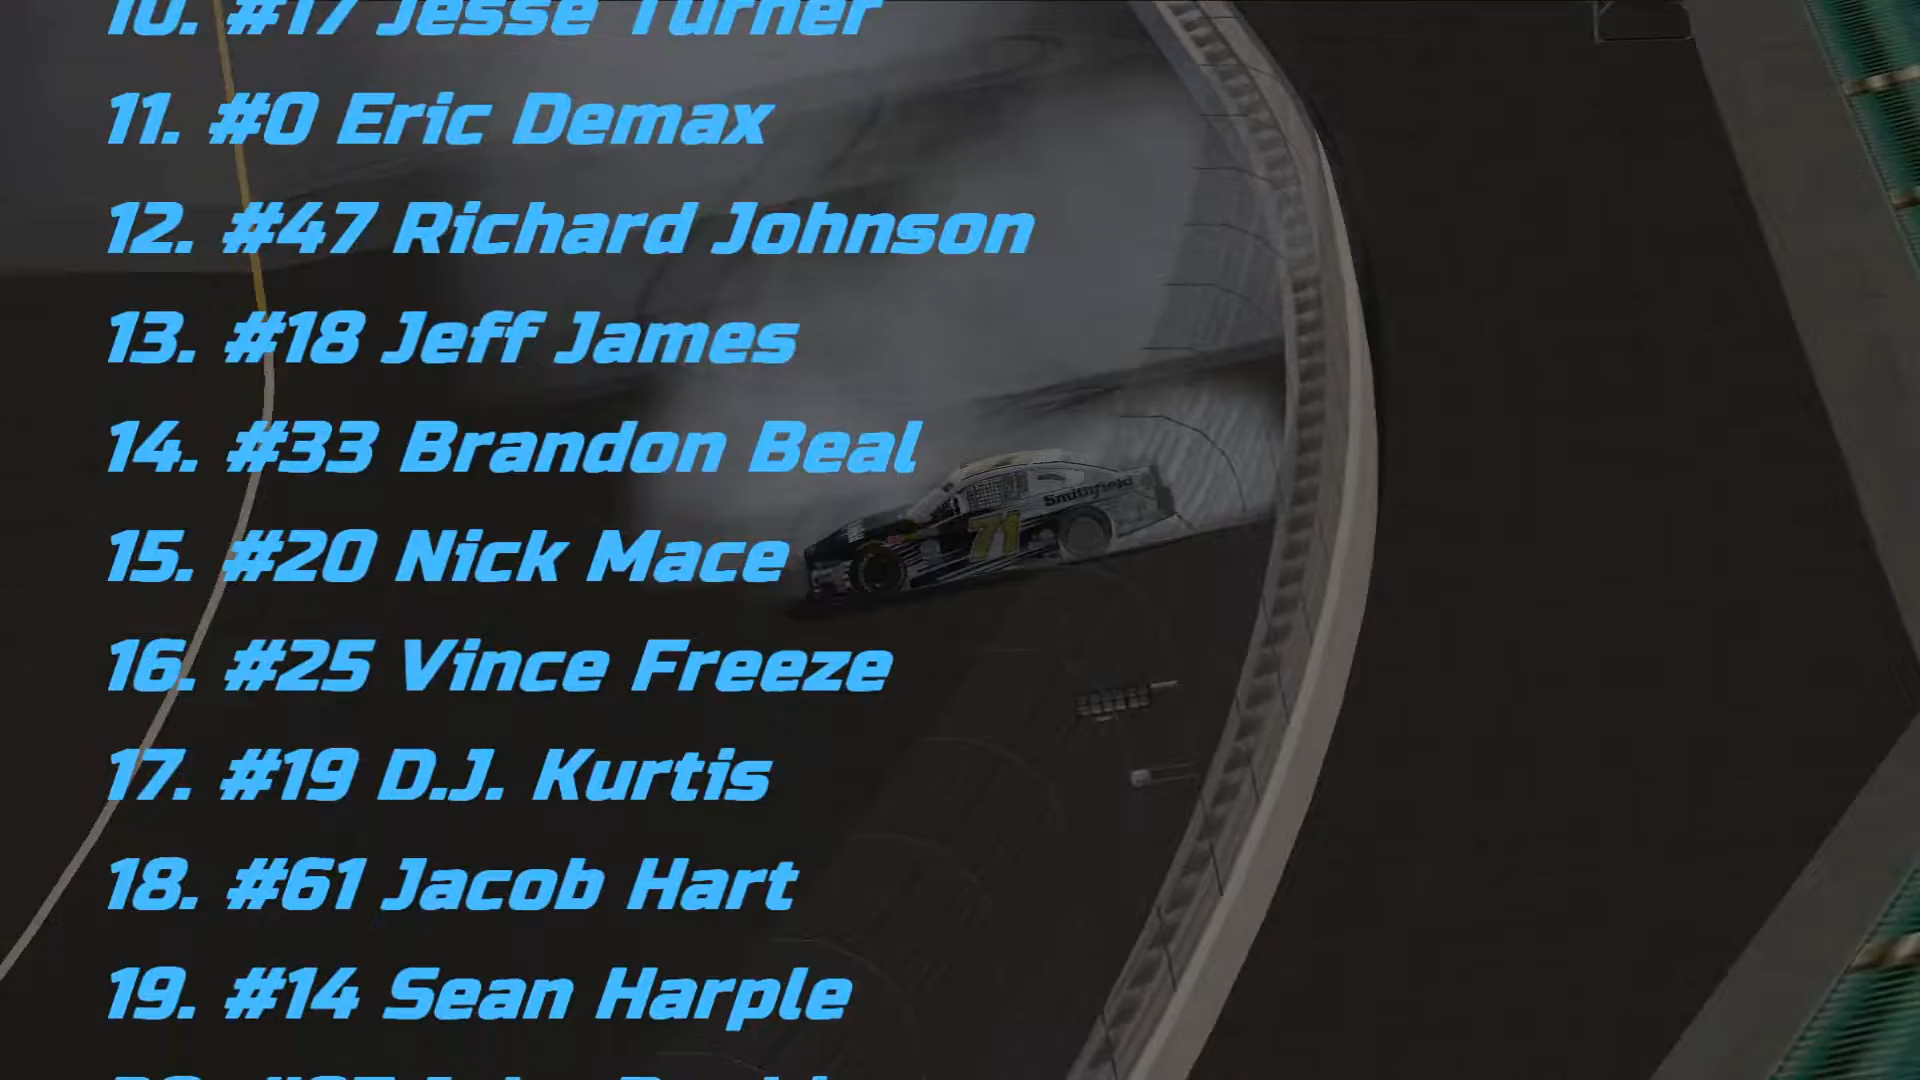 10. #17 Jesse Turner
11. #0 Eric Demax
12. #47 Richard Johnson
13. #18 Jeff James
14. #33 Brandon Beal
15. #20 Nick Mace
16. #25 Vince Freeze
17. #19 D.J. Kurtis
18. #61 Jacob Hart
19. #14 Sean Harple
Smithfield
71